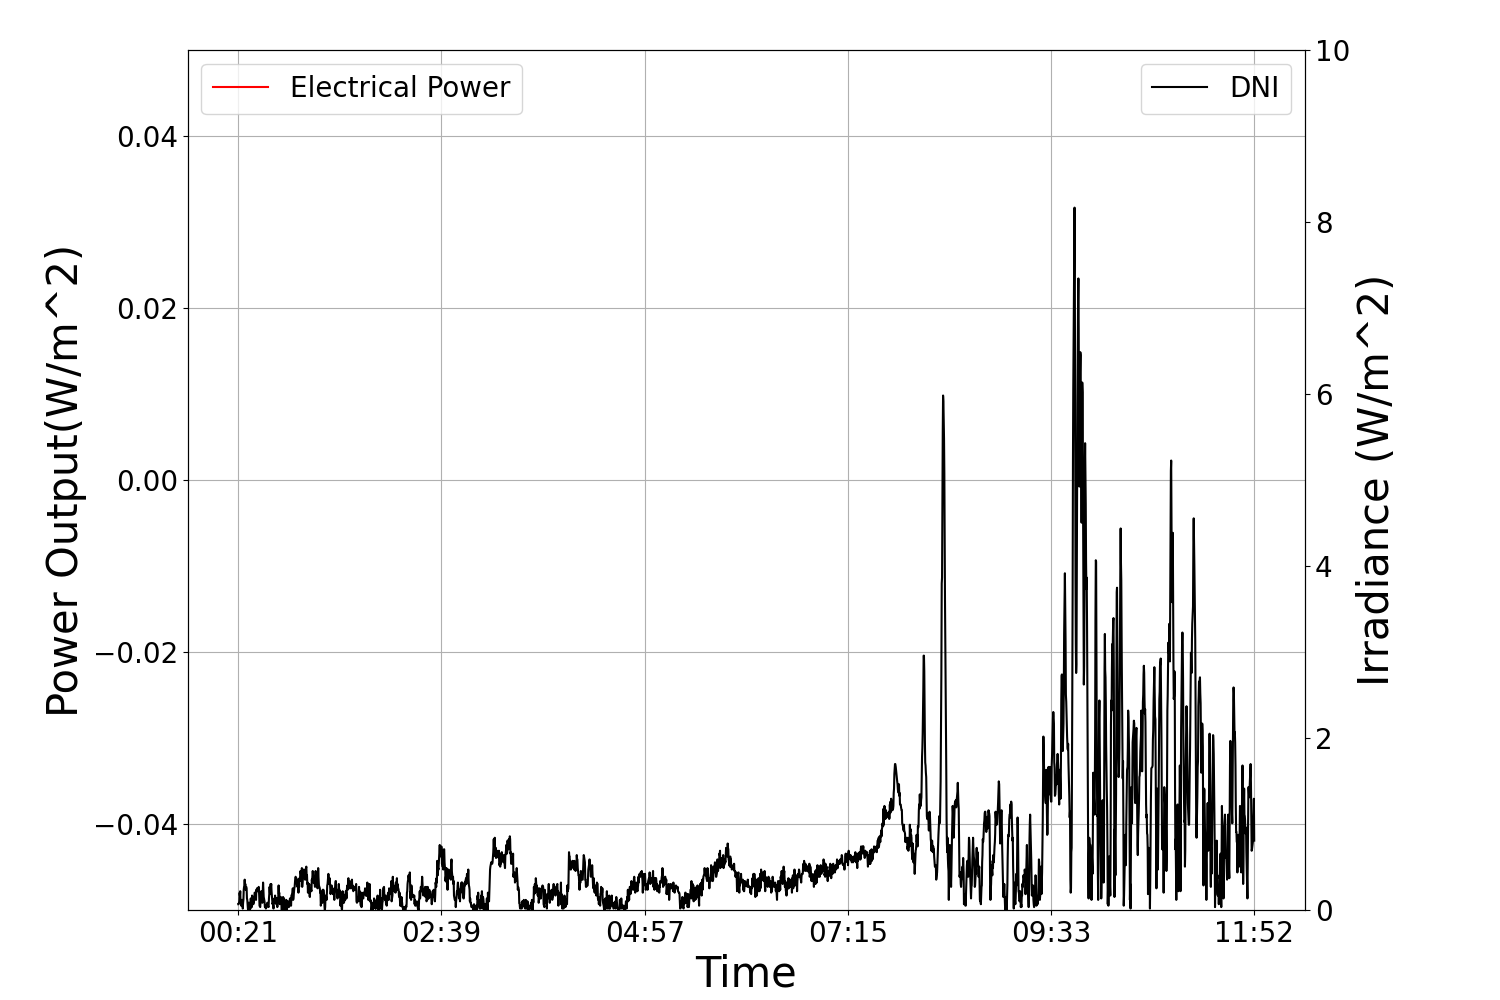 Electrical Power
DNI
Power Output(W/m^2)
0.04
0.02
0.00
−0.02
−0.04
10
8
6
4
2
0
Irradiance (W/m^2)
00:21 02:39 04:57 07:15 09:33 11:52
Time